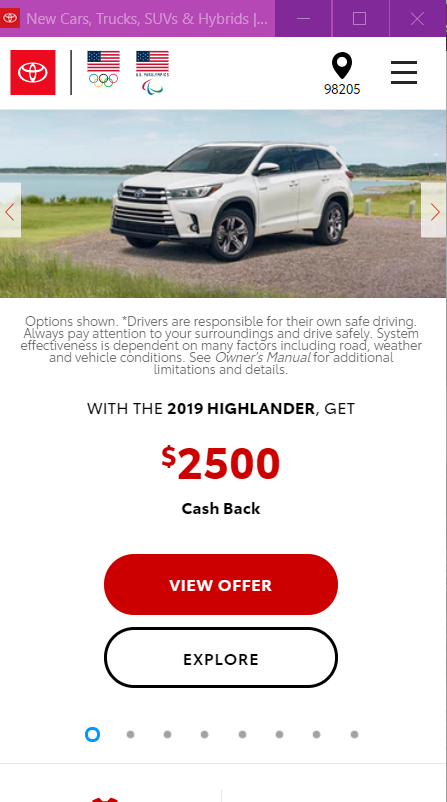 New Cars, Trucks, SUVs & Hybrids |...
U.S. PARALYMPICS
98205
Options shown. *Drivers are responsible for their own safe driving.
Always pay attention to your surroundings and drive safely. System
effectiveness is dependent on many factors including road, weather
and vehicle conditions. See Owner's Manual for additional
limitations and details.
WITH THE 2019 HIGHLANDER, GET
$2500
Cash Back
VIEW OFFER
EXPLORE